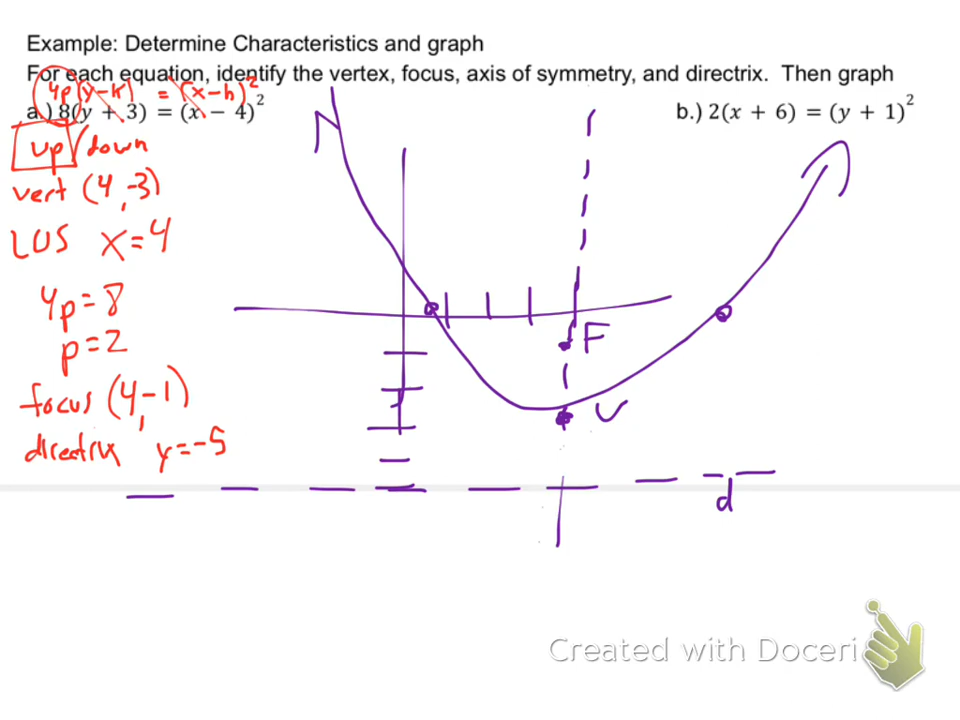 Example: Determine Characteristics and graph
For each equation, identify the vertex, focus, axis of symmetry, and directrix. Then graph
4p(y-k) = (x-h)²
a.) 8(y + 3) = (x − 4)²
b.) 2(x + 6) = (y + 1)²
up/down
vert (4,-3)
LOS x=4
4p=8
p=2
focus (4,-1)
directrix y=-5
F
V
d
Created with Doceri